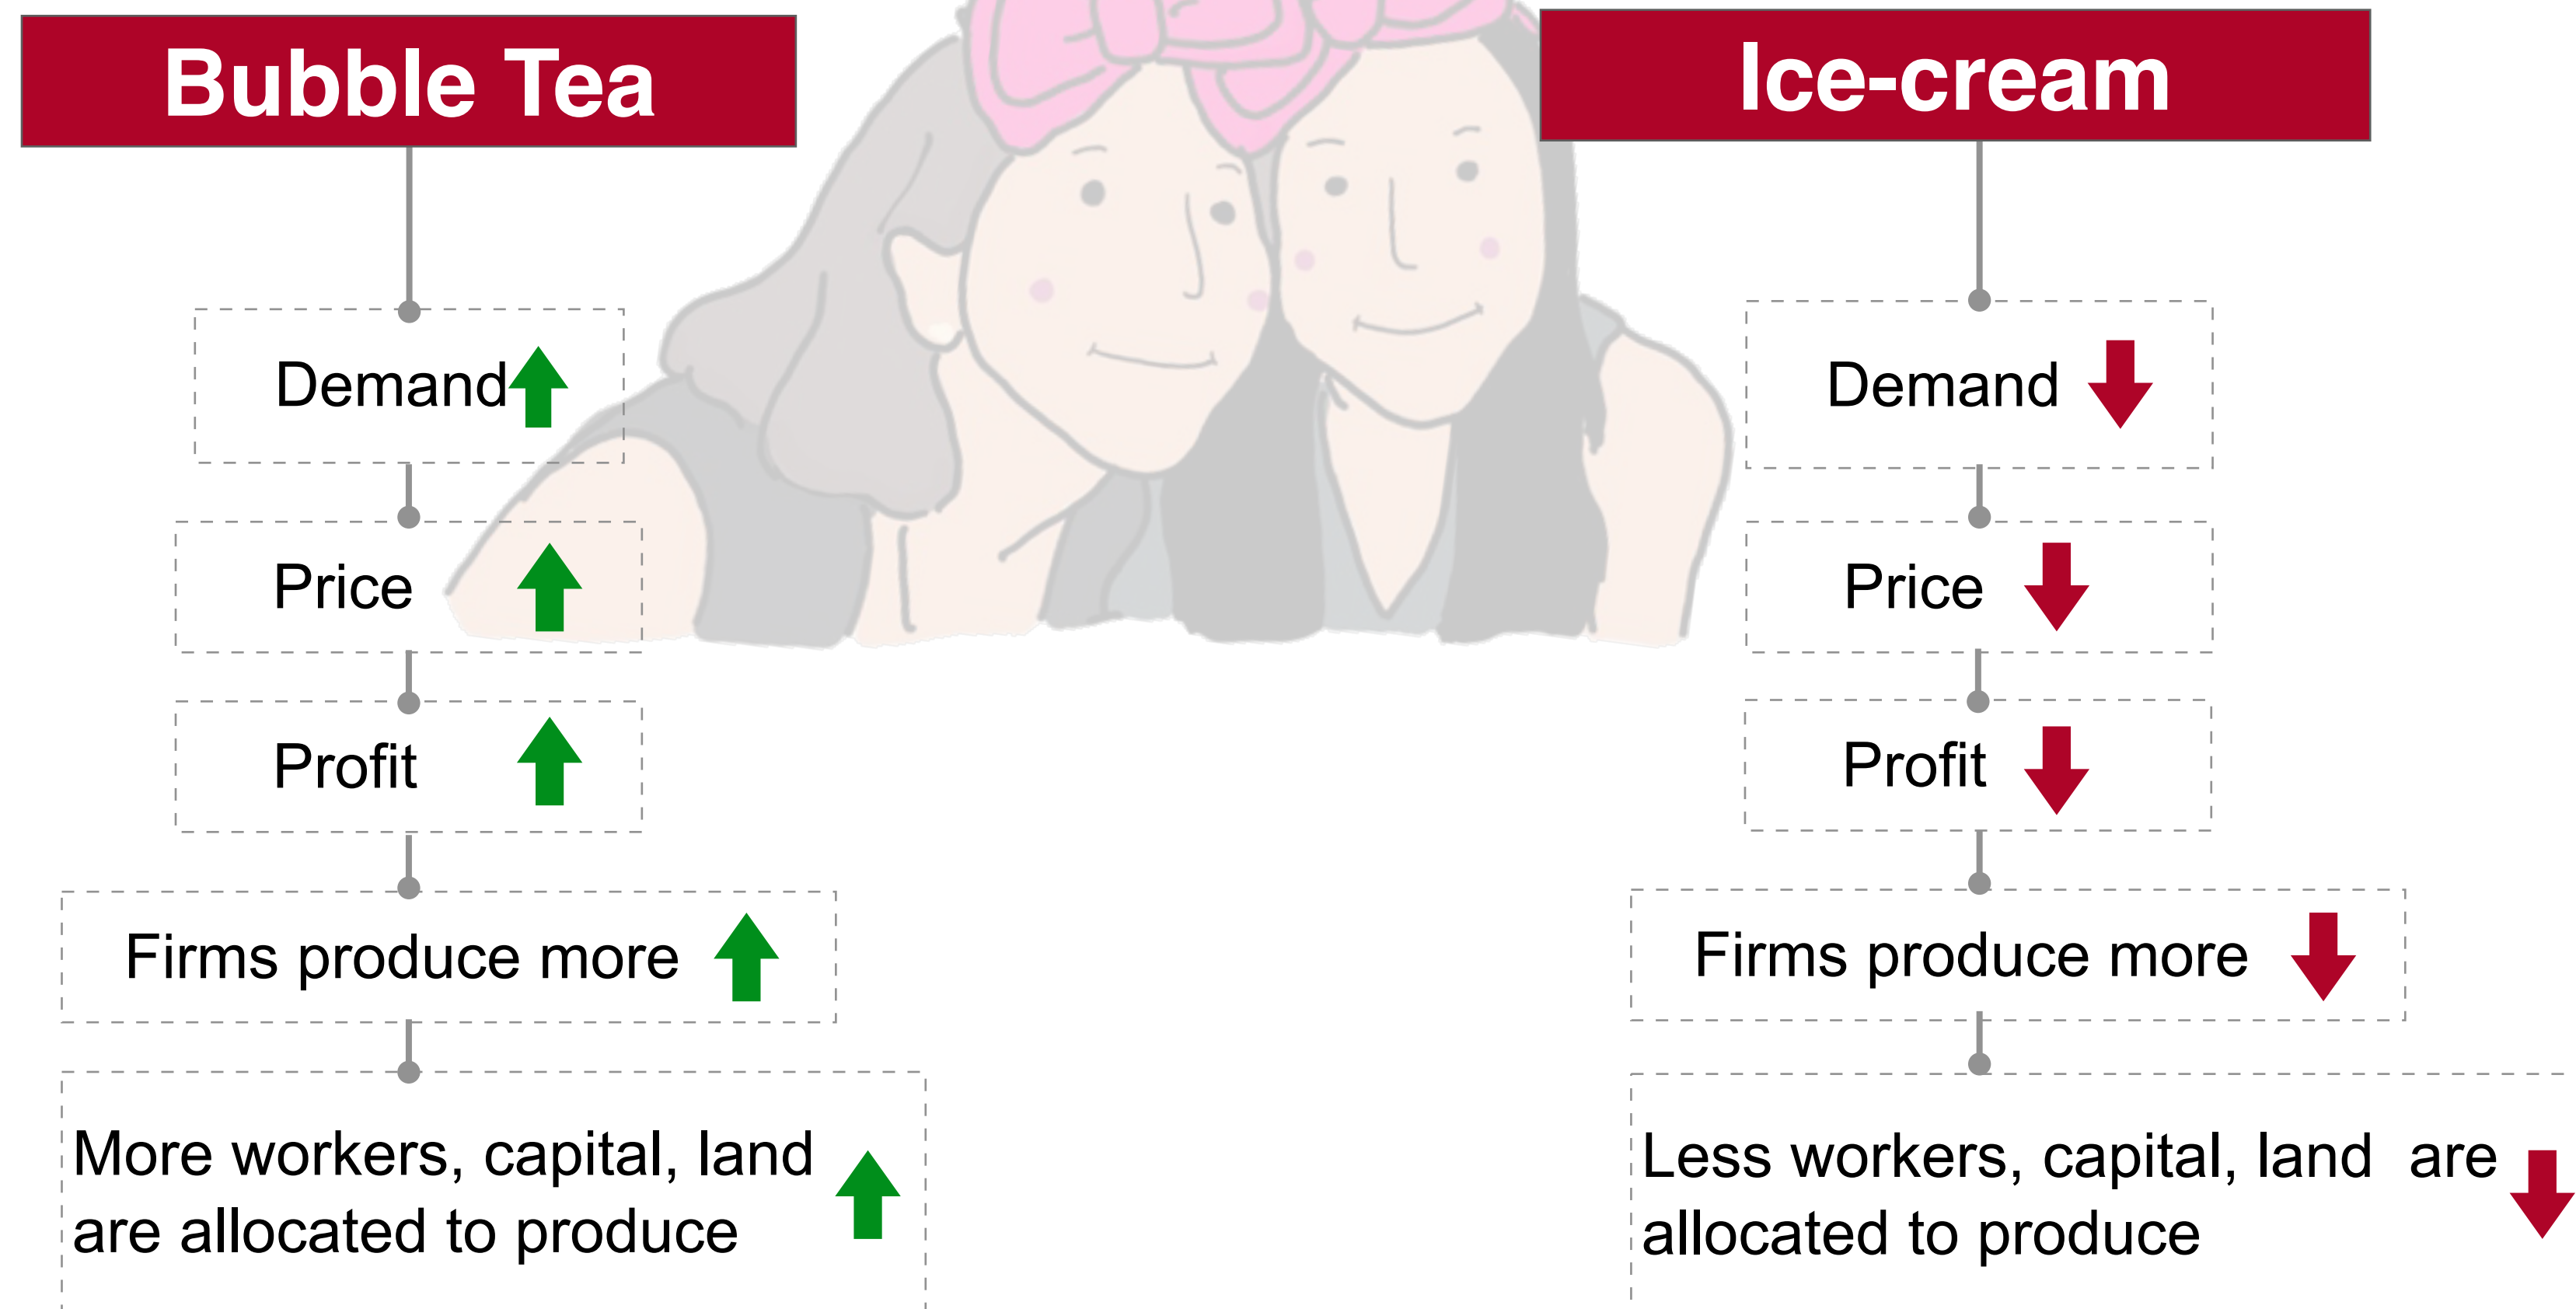 Bubble Tea
Demand
Price
Profit
Firms produce more
More workers, capital, land
are allocated to produce
Ice-cream
Demand
Price
Profit
Firms produce more
Less workers, capital, land are
allocated to produce